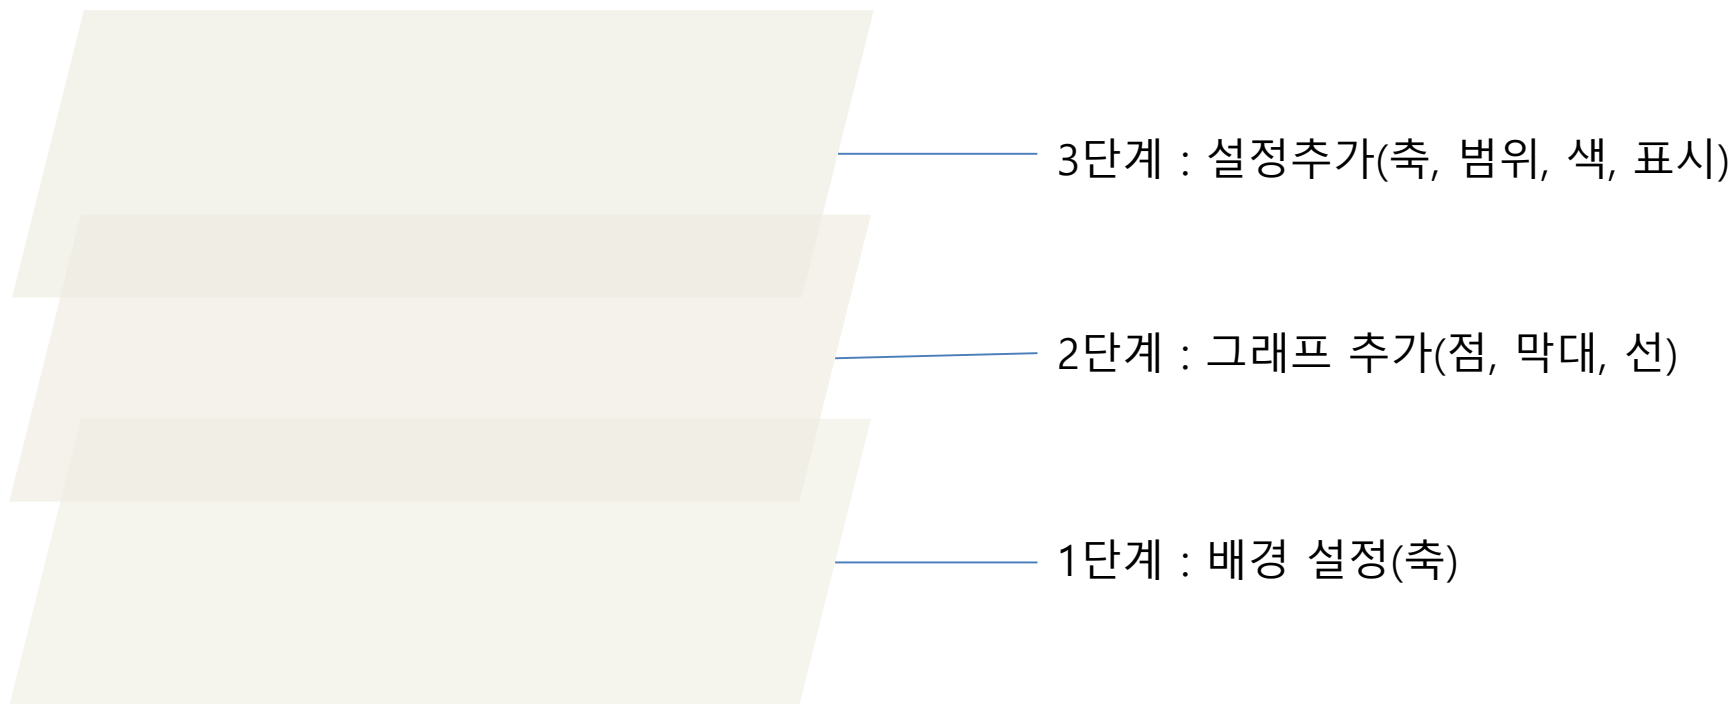 3단계 : 설정추가(축, 범위, 색, 표시)
2단계 : 그래프 추가(점, 막대, 선)
1단계 : 배경 설정(축)